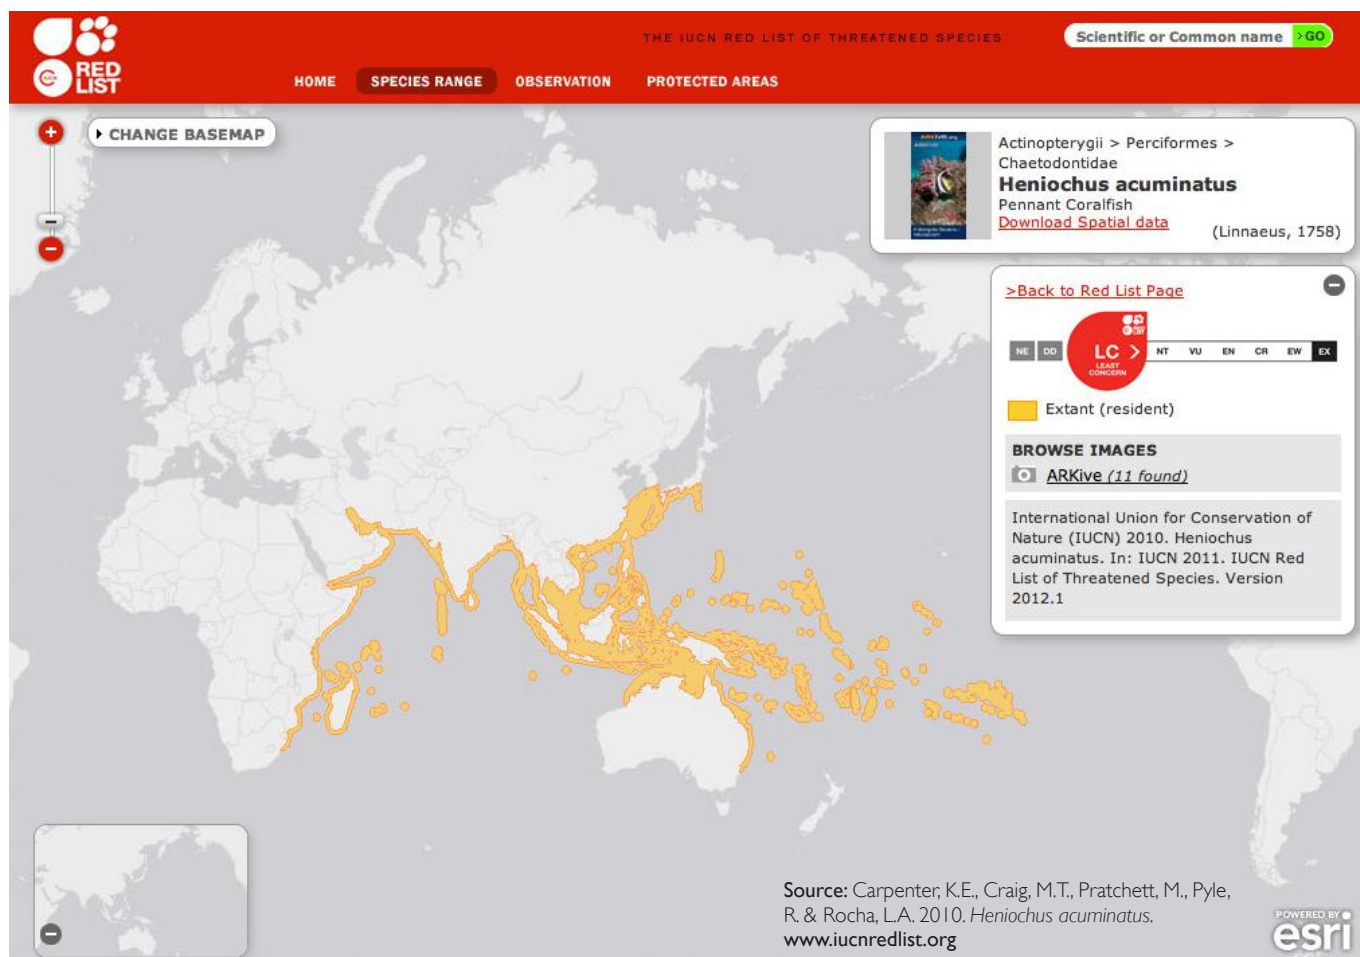 THE IUCN RED LIST OF THREATENED SPECIES
Scientific or Common name >GO
IUCN RED
LIST
HOME SPECIES RANGE OBSERVATION PROTECTED AREAS
CHANGE BASEMAP
Actinopterygii > Perciformes >
Chaetodontidae
Heniochus acuminatus
Pennant Coralfish
Download Spatial data
(Linnaeus, 1758)
>Back to Red List Page
NE DD LC > NT VU EN CR EW EX
LEAST
CONCERN
Extant (resident)
BROWSE IMAGES
ARKive (11 found)
International Union for Conservation of
Nature (IUCN) 2010. Heniochus
acuminatus. In: IUCN 2011. IUCN Red
List of Threatened Species. Version
2012.1
Source: Carpenter, K.E., Craig, M.T., Pratchett, M., Pyle,
R. & Rocha, L.A. 2010. Heniochus acuminatus.
www.iucnredlist.org
POWERED BY
esri